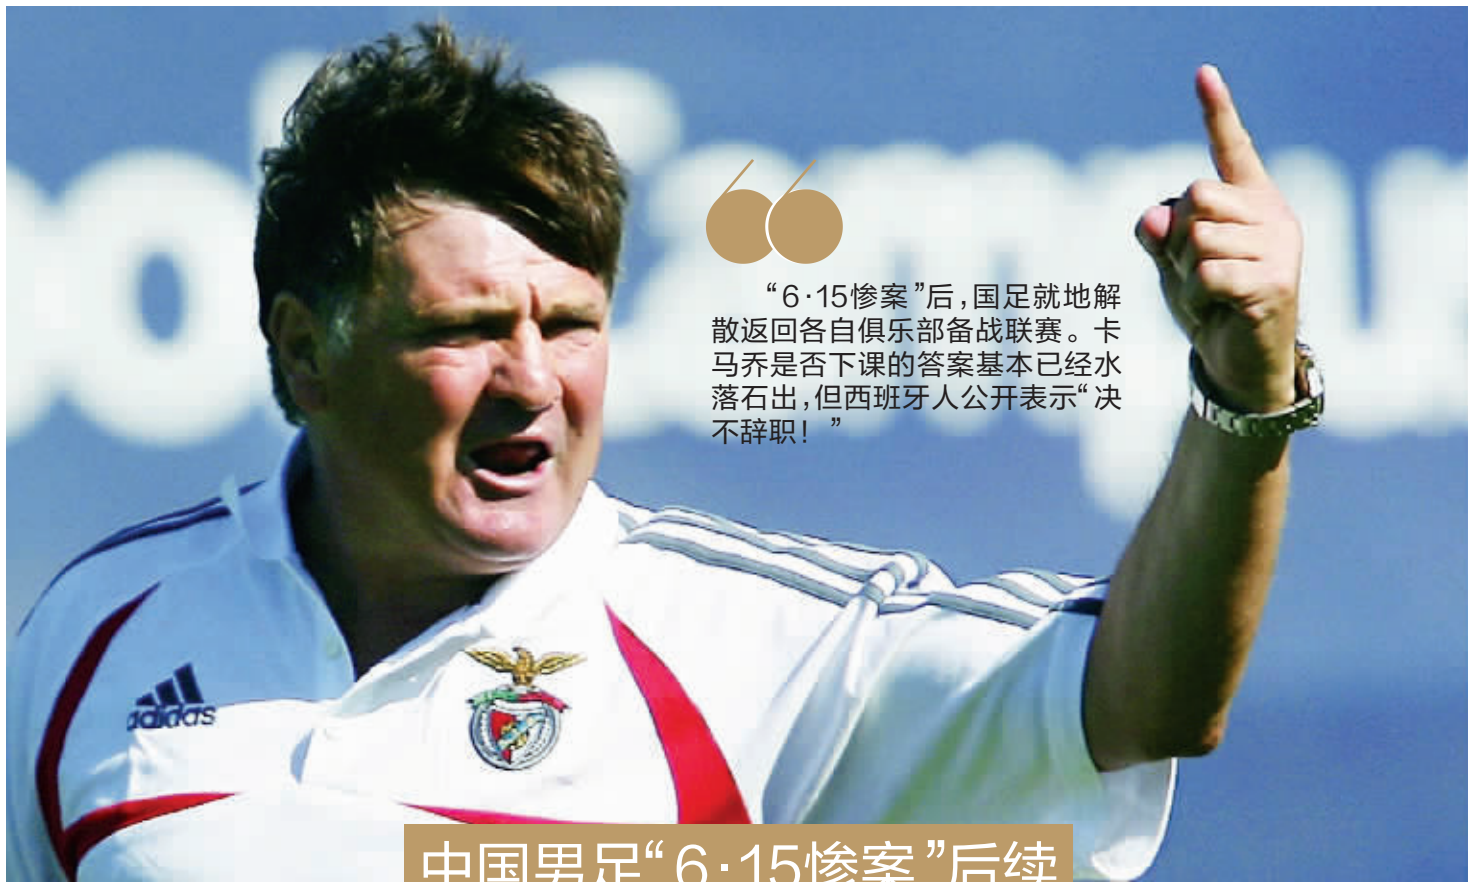 “6·15惨案”后,国足就地解
散返回各自俱乐部备战联赛。卡
马乔是否下课的答案基本已经水
落石出,但西班牙人公开表示“决
不辞职！”
adidas
中国男足“6·15惨案”后续